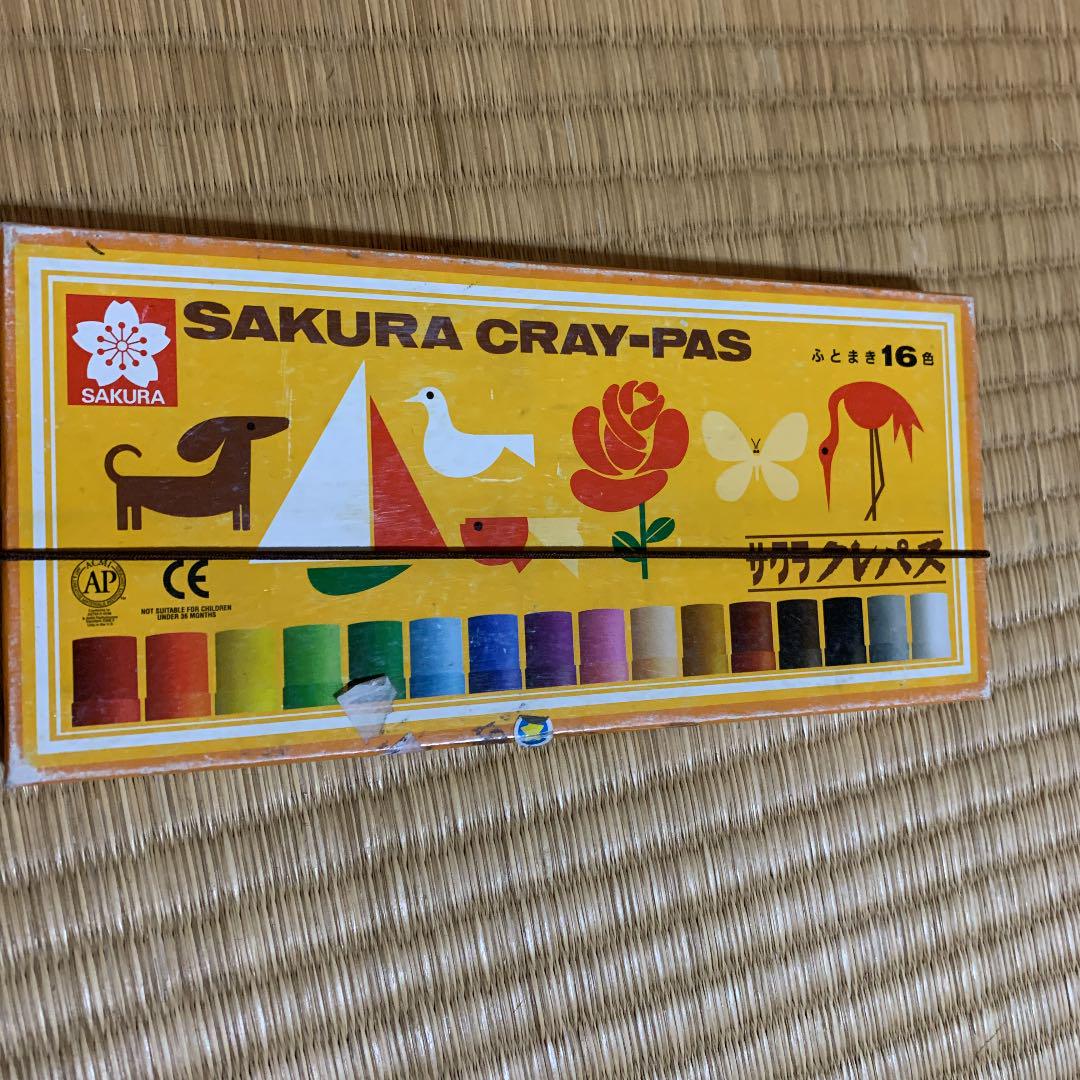 SAKURA CRAY-PAS
ふとまき16色
SAKURA
サクラクレパス
ACMI
AP
CE
NOT SUITABLE FOR CHILDREN
UNDER 36 MONTHS